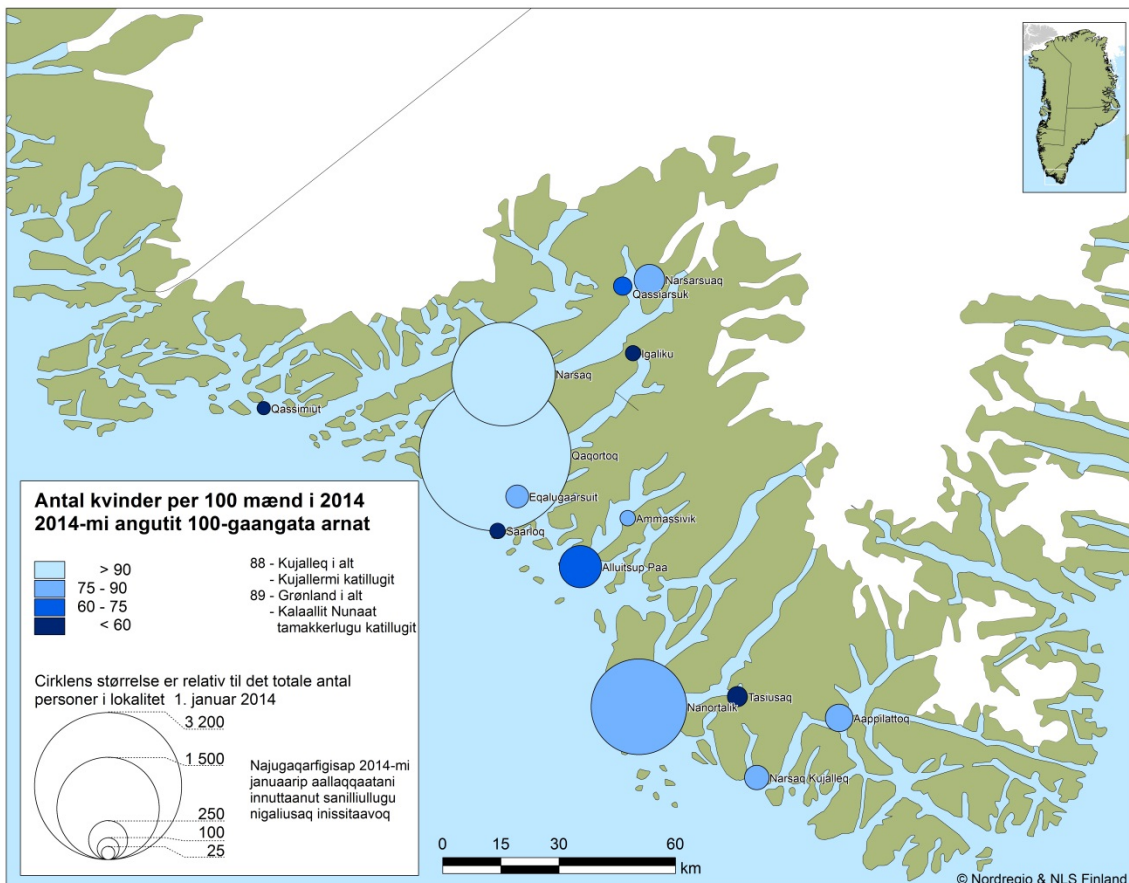 Narsarsuaq
Qassiarsuk
Igaliku
Narsaq
Qassimiut
Qaqortoq
Eqalugaarsuit
Saarloq
Ammassivik
Alluitsup Paa
Nanortalik
Tasiusaq
Aappilattoq
Narsaq Kujalleq
Antal kvinder per 100 mænd i 2014
2014-mi angutit 100-gaangata arnat
> 90
75 - 90
60 - 75
< 60
88 - Kujalleq i alt
- Kujallermi katillugit
89 - Grønland i alt
- Kalaallit Nunaat
tamakkerlugu katillugit
Cirklens størrelse er relativ til det totale antal
personer i lokalitet 1. januar 2014
3 200
1 500
250
100
25
Najugaqarfigisap 2014-mi
januaarip aallaqqaatani
innuttaanut sanilliullugu
nigaliusaq inissitaavoq
0 15 30 60
km
© Nordregio & NLS Finland